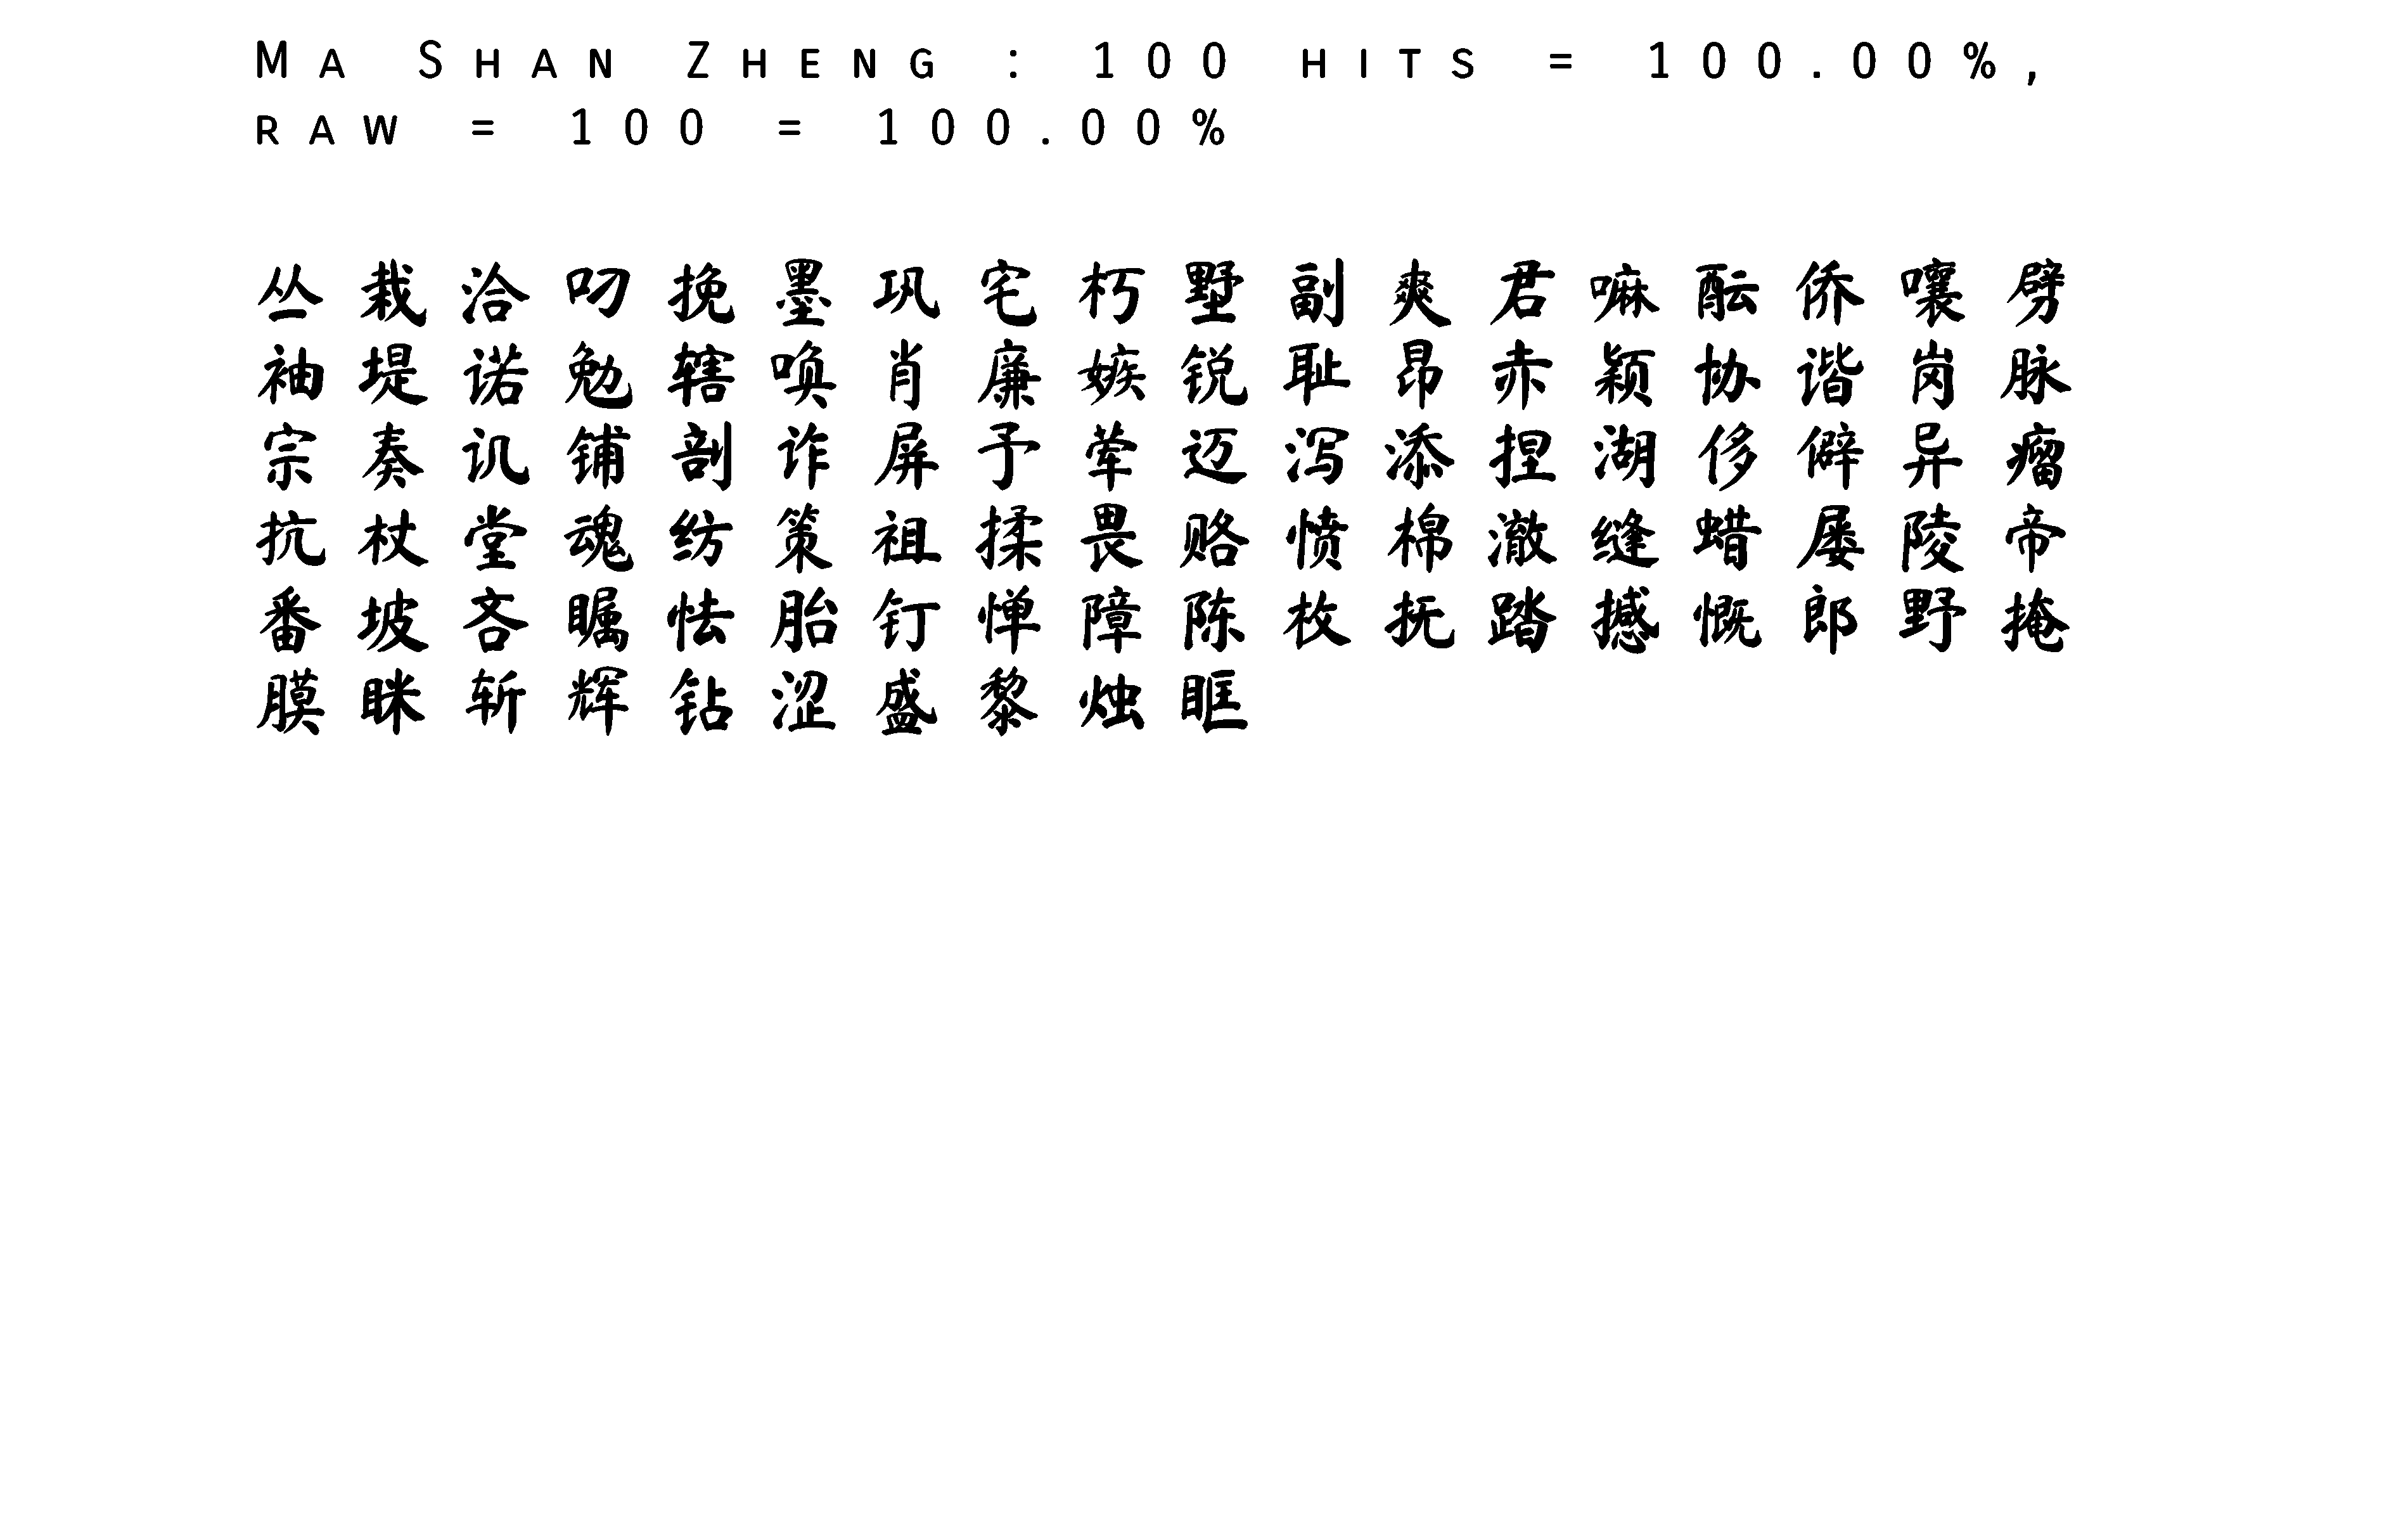 Ma Shan Zheng : 100 hits = 100.00%,
raw = 100 = 100.00%
丛栽洽叨挽墨巩宅朽墅副爽君嘛酝侨嚷劈
袖堤诺勉辖唤肖廉嫉锐耻昂赤颖协谐岗脉
宗奏讥铺剖诈屏予荤迈泻添捏湖侈僻异瘤
抗杖堂魂纺策祖揉畏赂愤棉澈缝蜡屡陵帝
番坡吝瞩怯胎钉惮障陈枚抚踏撼慨郎野掩
膜眯斩辉钻涩盛黎烛眶